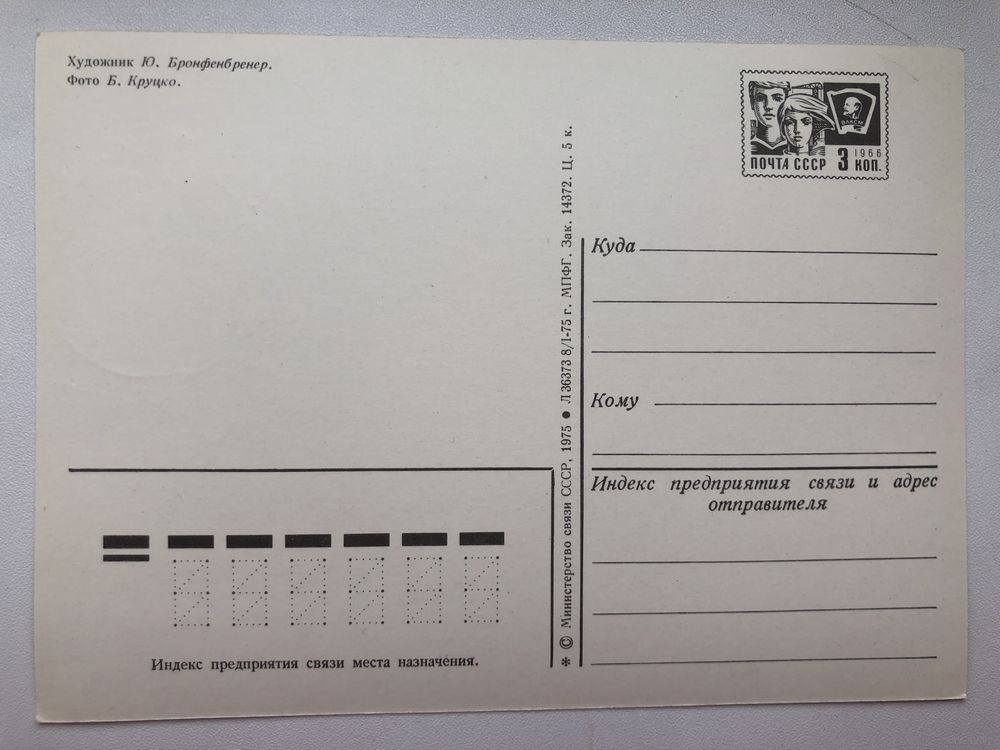 Художник Ю. Бронфенбренер.
Фото Б. Круцко.
ВЛКСМ
1966
ПОЧТА СССР 3 КОП.
Куда
Кому
Индекс предприятия связи и адрес
отправителя
* © Министерство связи СССР, 1975 ● Л 36373 8/1-75 г. МПФГ. Зак. 14372. Ц. 5 к.
Индекс предприятия связи места назначения.